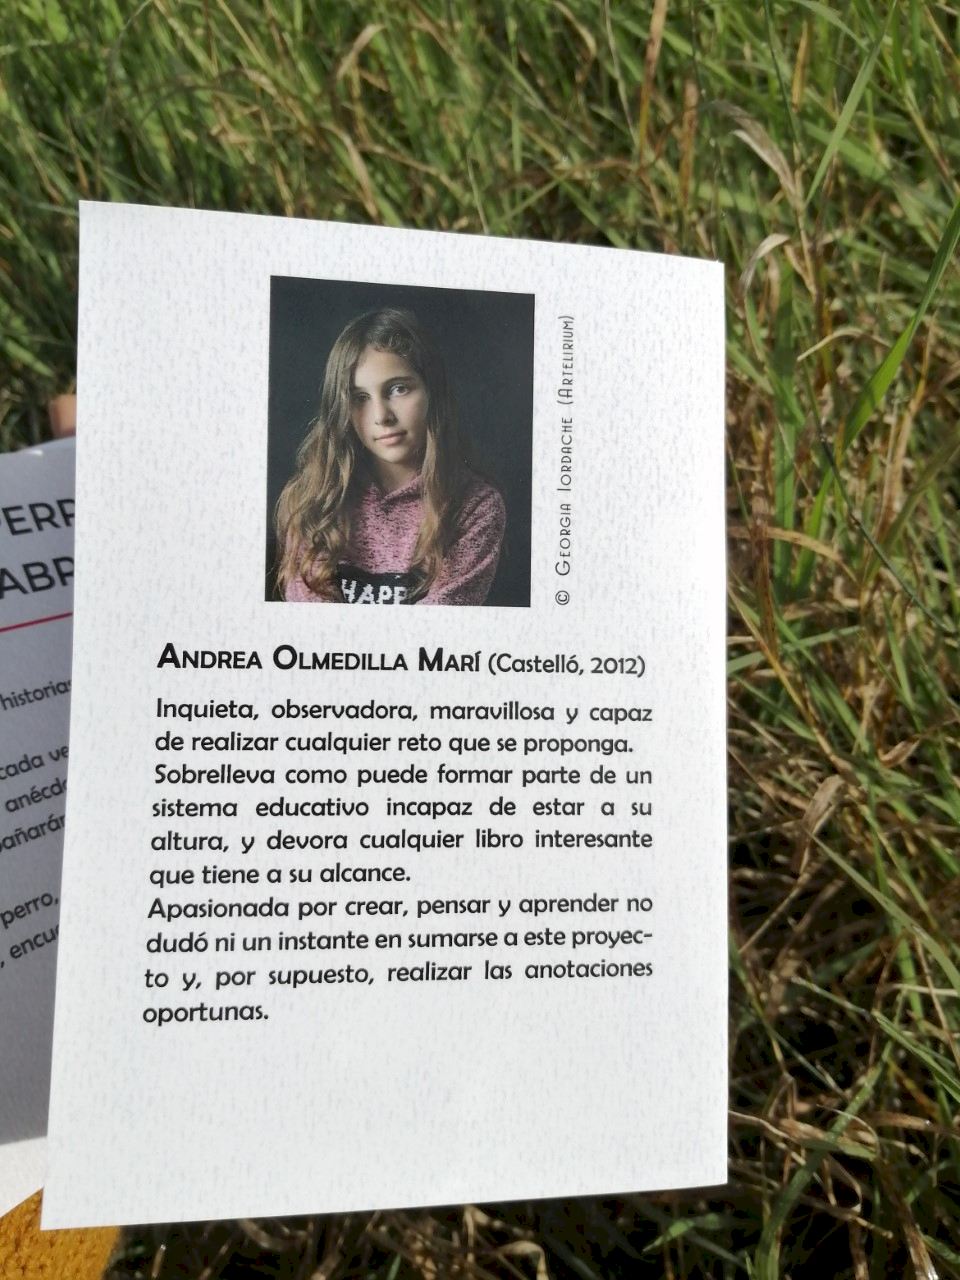 PERR
ABR
historias
cada ve
anécdo
pañarán
perro,
, encue
HAPP
© GEORGIA IORDACHE (ARTELIRIUM)
ANDREA OLMEDILLA MARÍ (Castelló, 2012)
Inquieta, observadora, maravillosa y capaz
de realizar cualquier reto que se proponga.
Sobrelleva como puede formar parte de un
sistema educativo incapaz de estar a su
altura, y devora cualquier libro interesante
que tiene a su alcance.
Apasionada por crear, pensar y aprender no
dudó ni un instante en sumarse a este proyec-
to y, por supuesto, realizar las anotaciones
oportunas.